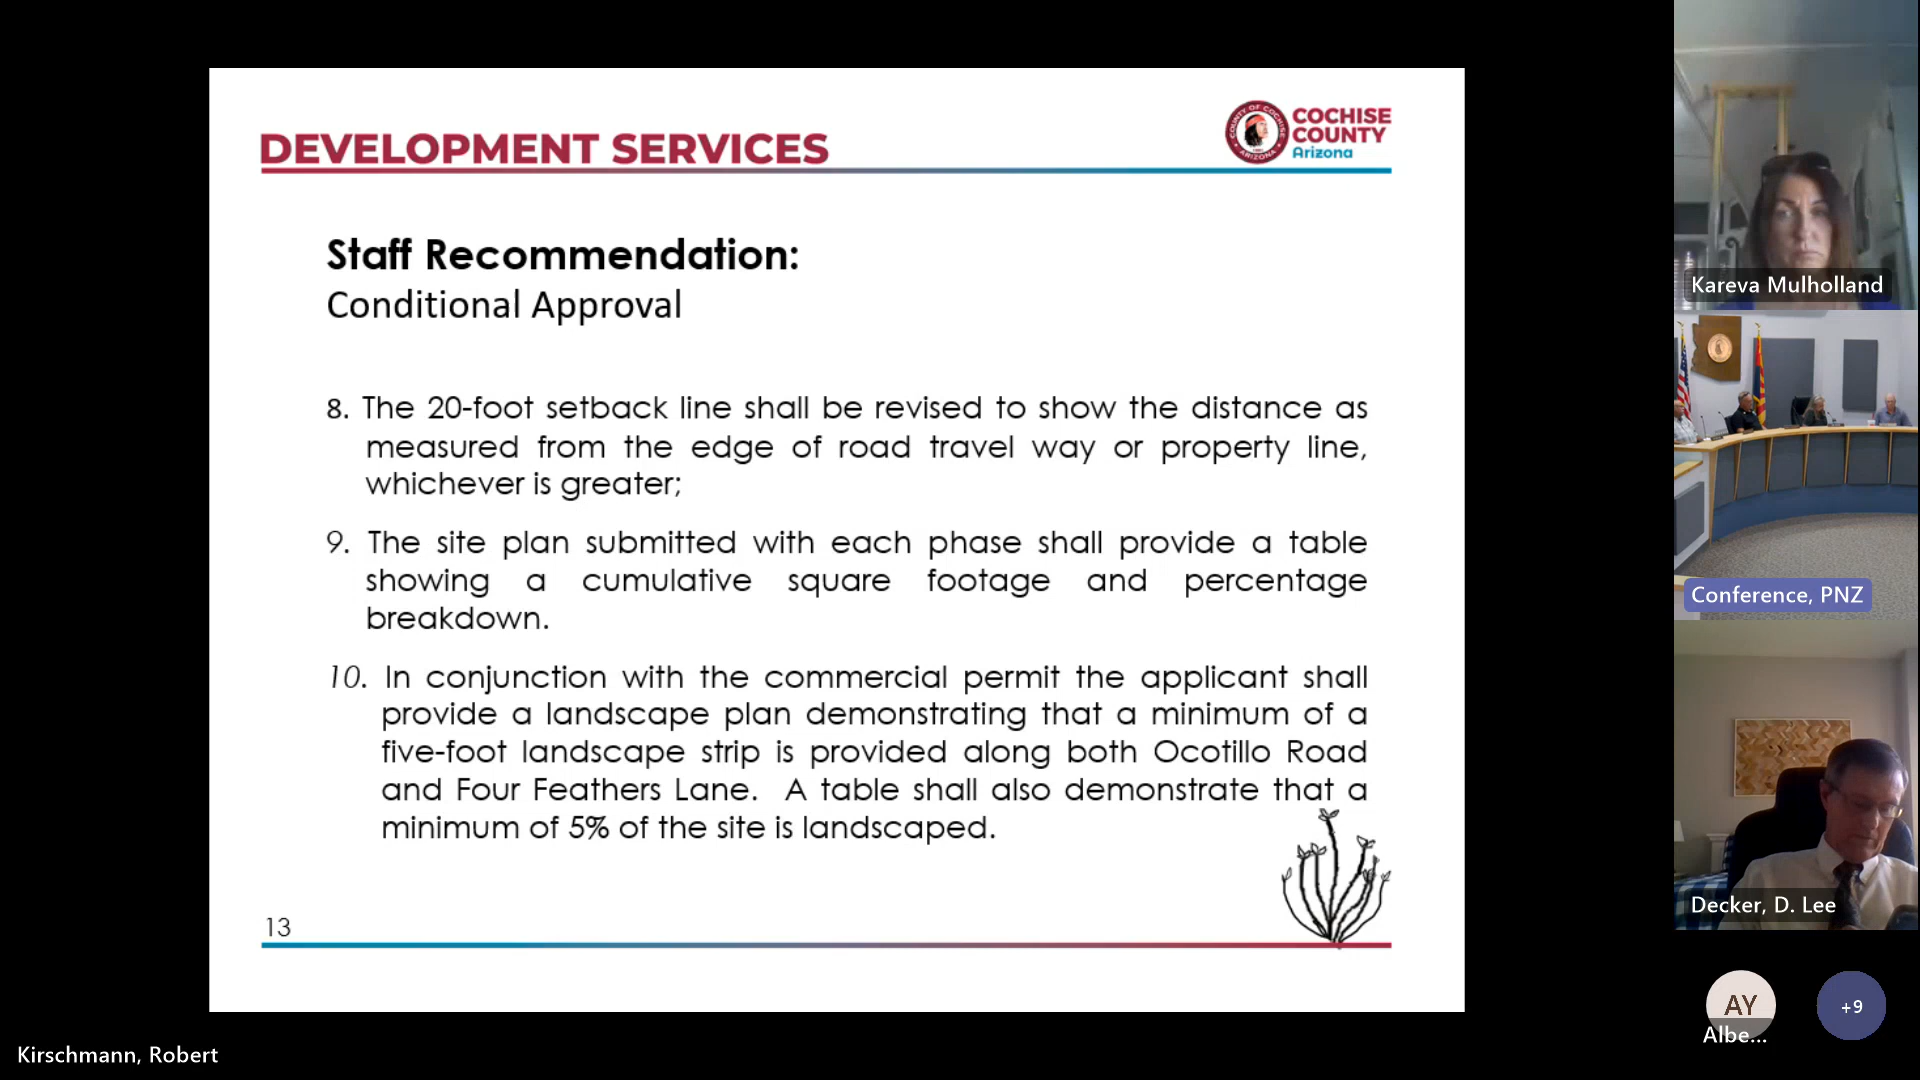 DEVELOPMENT SERVICES
COUNTY OF COCHISE
ARIZONA
COCHISE
COUNTY
Arizona
Staff Recommendation:
Conditional Approval
8. The 20-foot setback line shall be revised to show the distance as
measured from the edge of road travel way or property line,
whichever is greater;
9. The site plan submitted with each phase shall provide a table
showing a cumulative square footage and percentage
breakdown.
10. In conjunction with the commercial permit the applicant shall
provide a landscape plan demonstrating that a minimum of a
five-foot landscape strip is provided along both Ocotillo Road
and Four Feathers Lane. A table shall also demonstrate that a
minimum of 5% of the site is landscaped.
13
Kareva Mulholland
Conference, PNZ
Decker, D. Lee
AY
Albe...
+9
Kirschmann, Robert